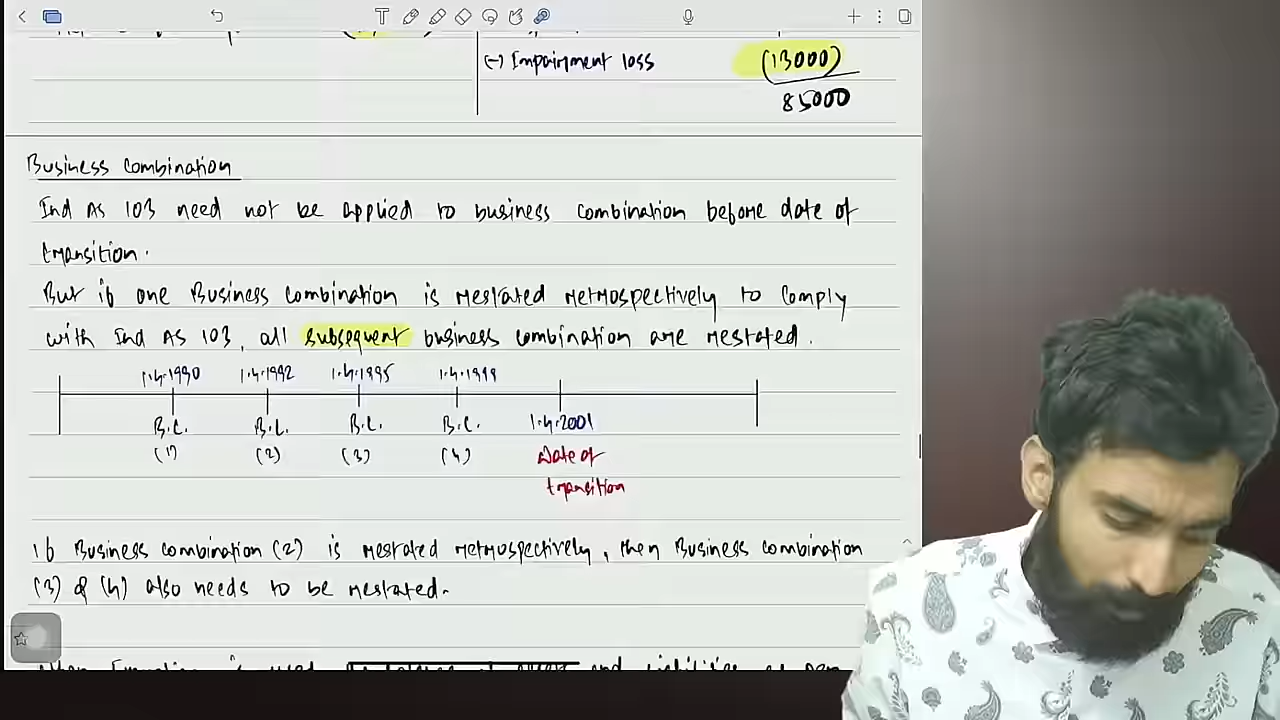 (-) Impairment loss (13000)
85000
Business Combination
Ind AS 103 need not be applied to business combination before date of
transition.
But if one Business Combination is restated retrospectively to comply
with Ind AS 103, all subsequent business combination are restated.
1.4.1990 1.4.1992 1.4.1995 1.4.1999
B.C. B.C. B.C. B.C. 1.4.2001
(1) (2) (3) (4) Date of
transition
if Business combination (2) is restated retrospectively, then Business combination
(3) & (4) also needs to be restated.